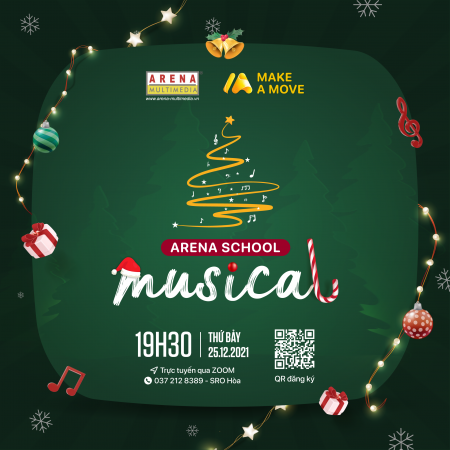 ARENA
MULTIMEDIA
www.arena-multimedia.vn
MAKE
A MOVE
ARENA SCHOOL
musical
19H30
THỨ BẢY
25.12.2021
Trực tuyến qua ZOOM
037 212 8389 - SRO Hòa
QR đăng ký